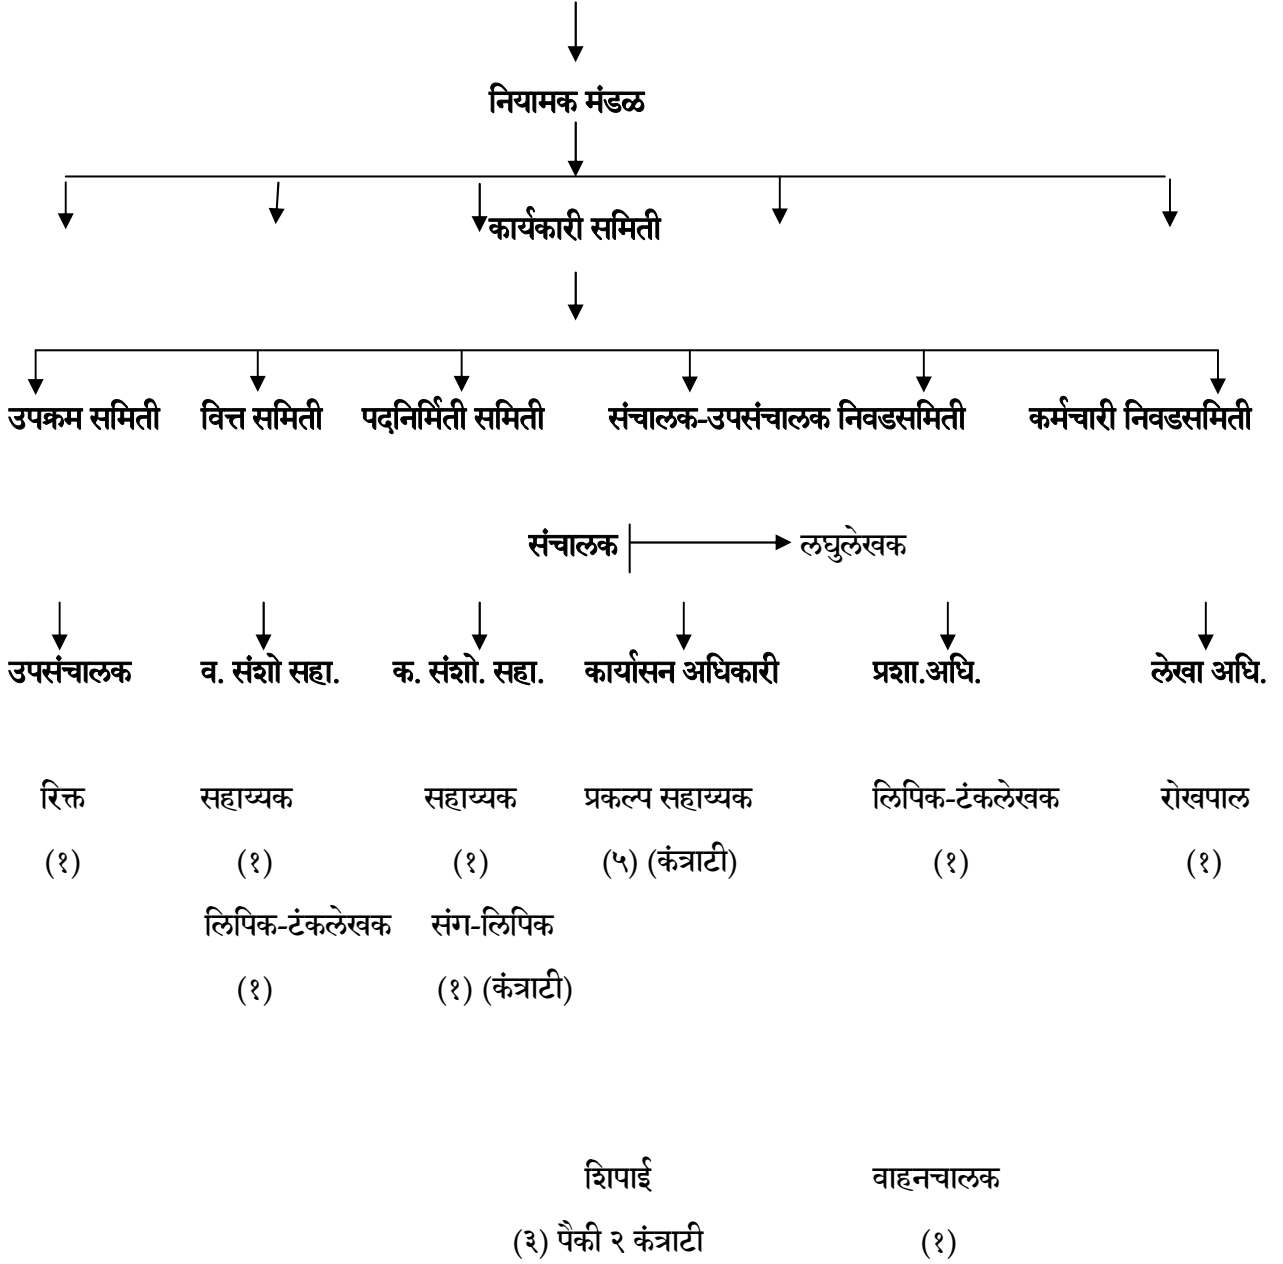 नियामक मंडळ
कार्यकारी समिती
उपक्रम समिती वित्त समिती पदनिर्मिती समिती संचालक-उपसंचालक निवडसमिती कर्मचारी निवडसमिती
संचालक लघुलेखक
उपसंचालक व. संशो सहा. क. संशो. सहा. कार्यासन अधिकारी प्रशा.अधि. लेखा अधि.
रिक्त सहाय्यक सहाय्यक प्रकल्प सहाय्यक लिपिक-टंकलेखक रोखपाल
(१) (१) (१) (५) (कंत्राटी) (१) (१)
लिपिक-टंकलेखक संग-लिपिक
(१) (१) (कंत्राटी)
शिपाई वाहनचालक
(३) पैकी २ कंत्राटी (१)